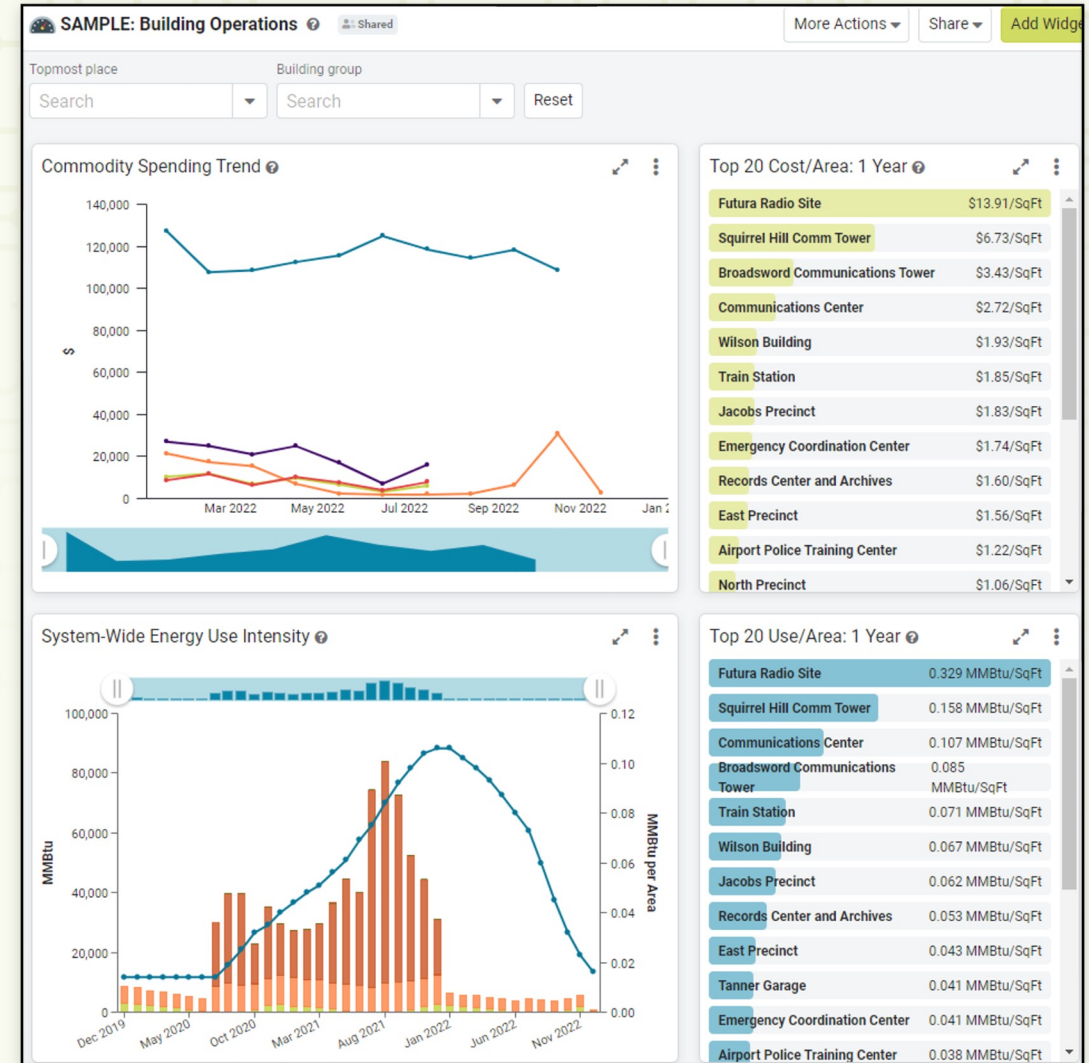 SAMPLE: Building Operations
Shared
More Actions
Share
Add Widge
Topmost place
Building group
Search
Search
Reset
Commodity Spending Trend
140,000
120,000
100,000
80,000
60,000
40,000
20,000
0
$
Mar 2022
May 2022
Jul 2022
Sep 2022
Nov 2022
Jan 2
Top 20 Cost/Area: 1 Year
Futura Radio Site $13.91/SqFt
Squirrel Hill Comm Tower $6.73/SqFt
Broadsword Communications Tower $3.43/SqFt
Communications Center $2.72/SqFt
Wilson Building $1.93/SqFt
Train Station $1.85/SqFt
Jacobs Precinct $1.83/SqFt
Emergency Coordination Center $1.74/SqFt
Records Center and Archives $1.60/SqFt
East Precinct $1.56/SqFt
Airport Police Training Center $1.22/SqFt
North Precinct $1.06/SqFt
System-Wide Energy Use Intensity
100,000
80,000
60,000
40,000
20,000
0
MMBtu
0.12
0.10
0.08
0.06
0.04
0.02
0.00
MMBtu per Area
Dec 2019
May 2020
Oct 2020
Mar 2021
Aug 2021
Jan 2022
Jun 2022
Nov 2022
Top 20 Use/Area: 1 Year
Futura Radio Site 0.329 MMBtu/SqFt
Squirrel Hill Comm Tower 0.158 MMBtu/SqFt
Communications Center 0.107 MMBtu/SqFt
Broadsword Communications 0.085
Tower MMBtu/SqFt
Train Station 0.071 MMBtu/SqFt
Wilson Building 0.067 MMBtu/SqFt
Jacobs Precinct 0.062 MMBtu/SqFt
Records Center and Archives 0.053 MMBtu/SqFt
East Precinct 0.043 MMBtu/SqFt
Tanner Garage 0.041 MMBtu/SqFt
Emergency Coordination Center 0.041 MMBtu/SqFt
Airport Police Training Center 0.038 MMBtu/SqFt